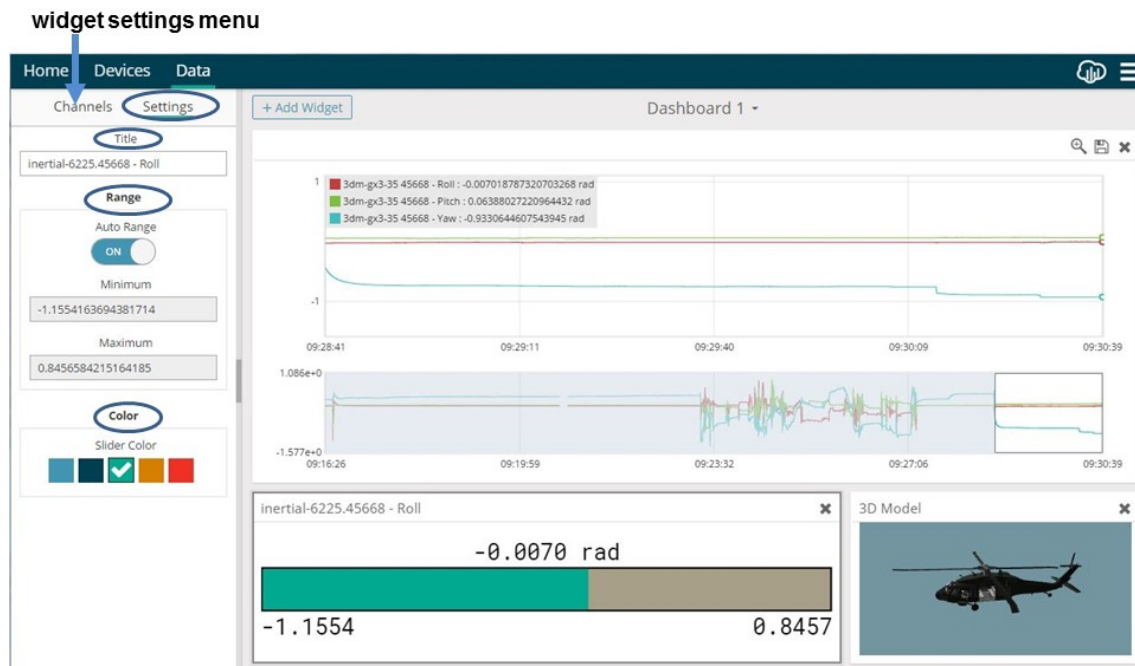 widget settings menu
Home Devices Data
Channels Settings
+ Add Widget
Dashboard 1
Title
inertial-6225.45668 - Roll
Range
Auto Range
ON
Minimum
-1.1554163694381714
Maximum
0.8456584215164185
Color
Slider Color
1
3dm-gx3-35 45668 - Roll : -0.007018787320703268 rad
3dm-gx3-35 45668 - Pitch : 0.06388027220964432 rad
3dm-gx3-35 45668 - Yaw : -0.9330644607543945 rad
-1
09:28:41 09:29:11 09:29:40 09:30:09 09:30:39
1.086e+0
-1.577e+0
09:16:26 09:19:59 09:23:32 09:27:06 09:30:39
inertial-6225.45668 - Roll
-0.0070 rad
-1.1554 0.8457
3D Model